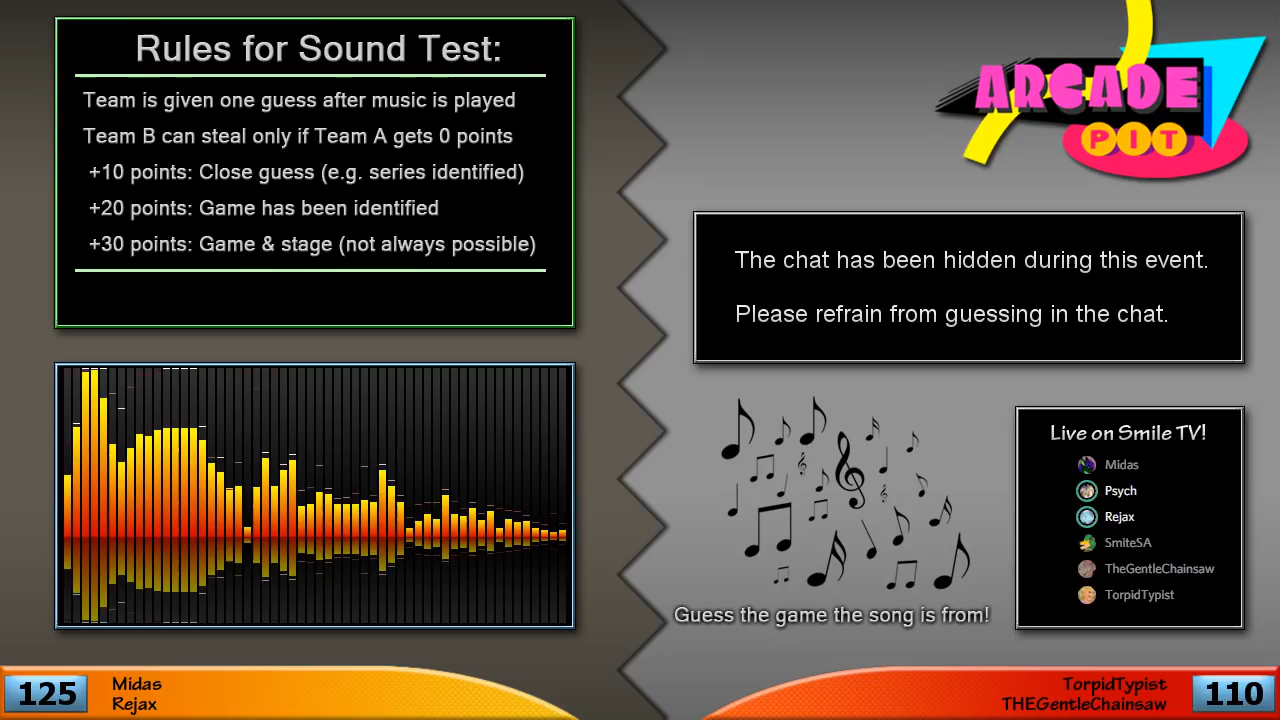 Rules for Sound Test:
Team is given one guess after music is played
Team B can steal only if Team A gets 0 points
+10 points: Close guess (e.g. series identified)
+20 points: Game has been identified
+30 points: Game & stage (not always possible)
ARCADE
PIT
The chat has been hidden during this event.
Please refrain from guessing in the chat.
Guess the game the song is from!
Live on Smile TV!
Midas
Psych
Rejax
SmiteSA
TheGentleChainsaw
TorpidTypist
125
Midas
Rejax
TorpidTypist
THEGentleChainsaw
110